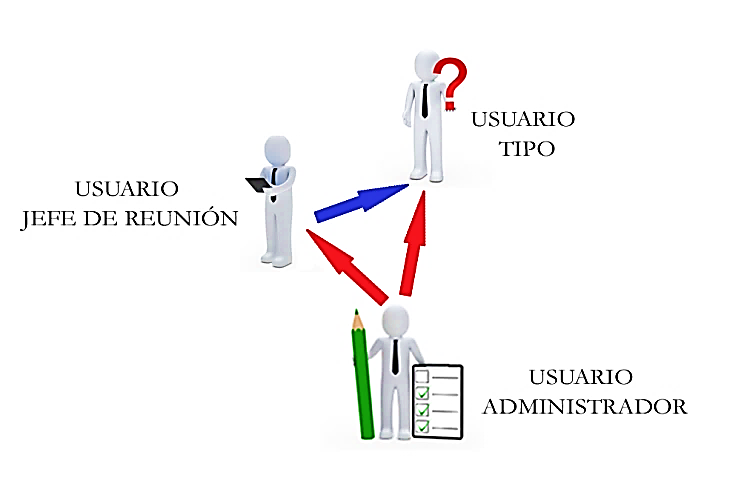 USUARIO
TIPO
USUARIO
JEFE DE REUNIÓN
USUARIO
ADMINISTRADOR